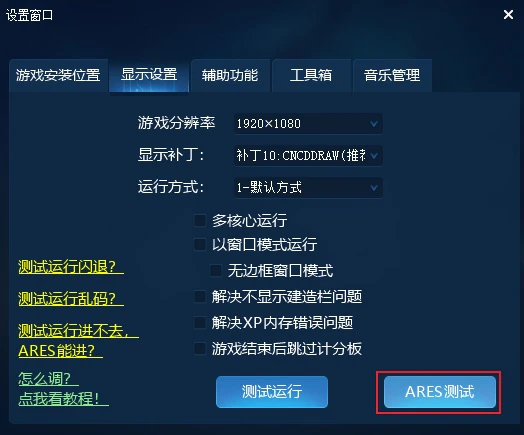 设置窗口
游戏安装位置 显示设置 辅助功能 工具箱 音乐管理
游戏分辨率 1920×1080
显示补丁： 补丁10:CNCDDRAW(推荐
运行方式： 1-默认方式
多核心运行
以窗口模式运行
无边框窗口模式
解决不显示建造栏问题
解决XP内存错误问题
游戏结束后跳过计分板
测试运行闪退？
测试运行乱码？
测试运行进不去，
ARES能进？
怎么调？
点我看教程！
测试运行 ARES测试